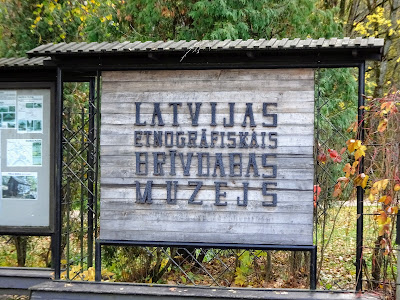 LATVIJAS
ETNOGRĀFISKAIS
BRĪVDABAS
MUZEJS